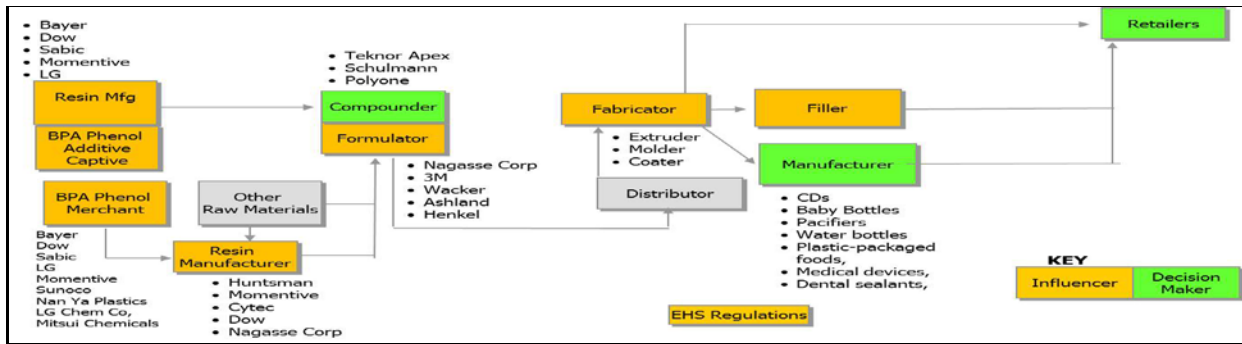 • Bayer
• Dow
• Sabic
• Momentive
• LG
Resin Mfg
BPA Phenol
Additive
Captive
BPA Phenol
Merchant
Bayer
Dow
Sabic
LG
Momentive
Sunoco
Nan Ya Plastics
LG Chem Co,
Mitsui Chemicals
Other
Raw Materials
Resin
Manufacturer
• Huntsman
• Momentive
• Cytec
• Dow
• Nagasse Corp
• Teknor Apex
• Schulmann
• Polyone
Compounder
Formulator
• Nagasse Corp
• 3M
• Wacker
• Ashland
• Henkel
Fabricator
• Extruder
• Molder
• Coater
Distributor
Filler
Manufacturer
• CDs
• Baby Bottles
• Pacifiers
• Water bottles
• Plastic-packaged
foods,
• Medical devices,
• Dental sealants,
Retailers
EHS Regulations
KEY
Influencer
Decision
Maker